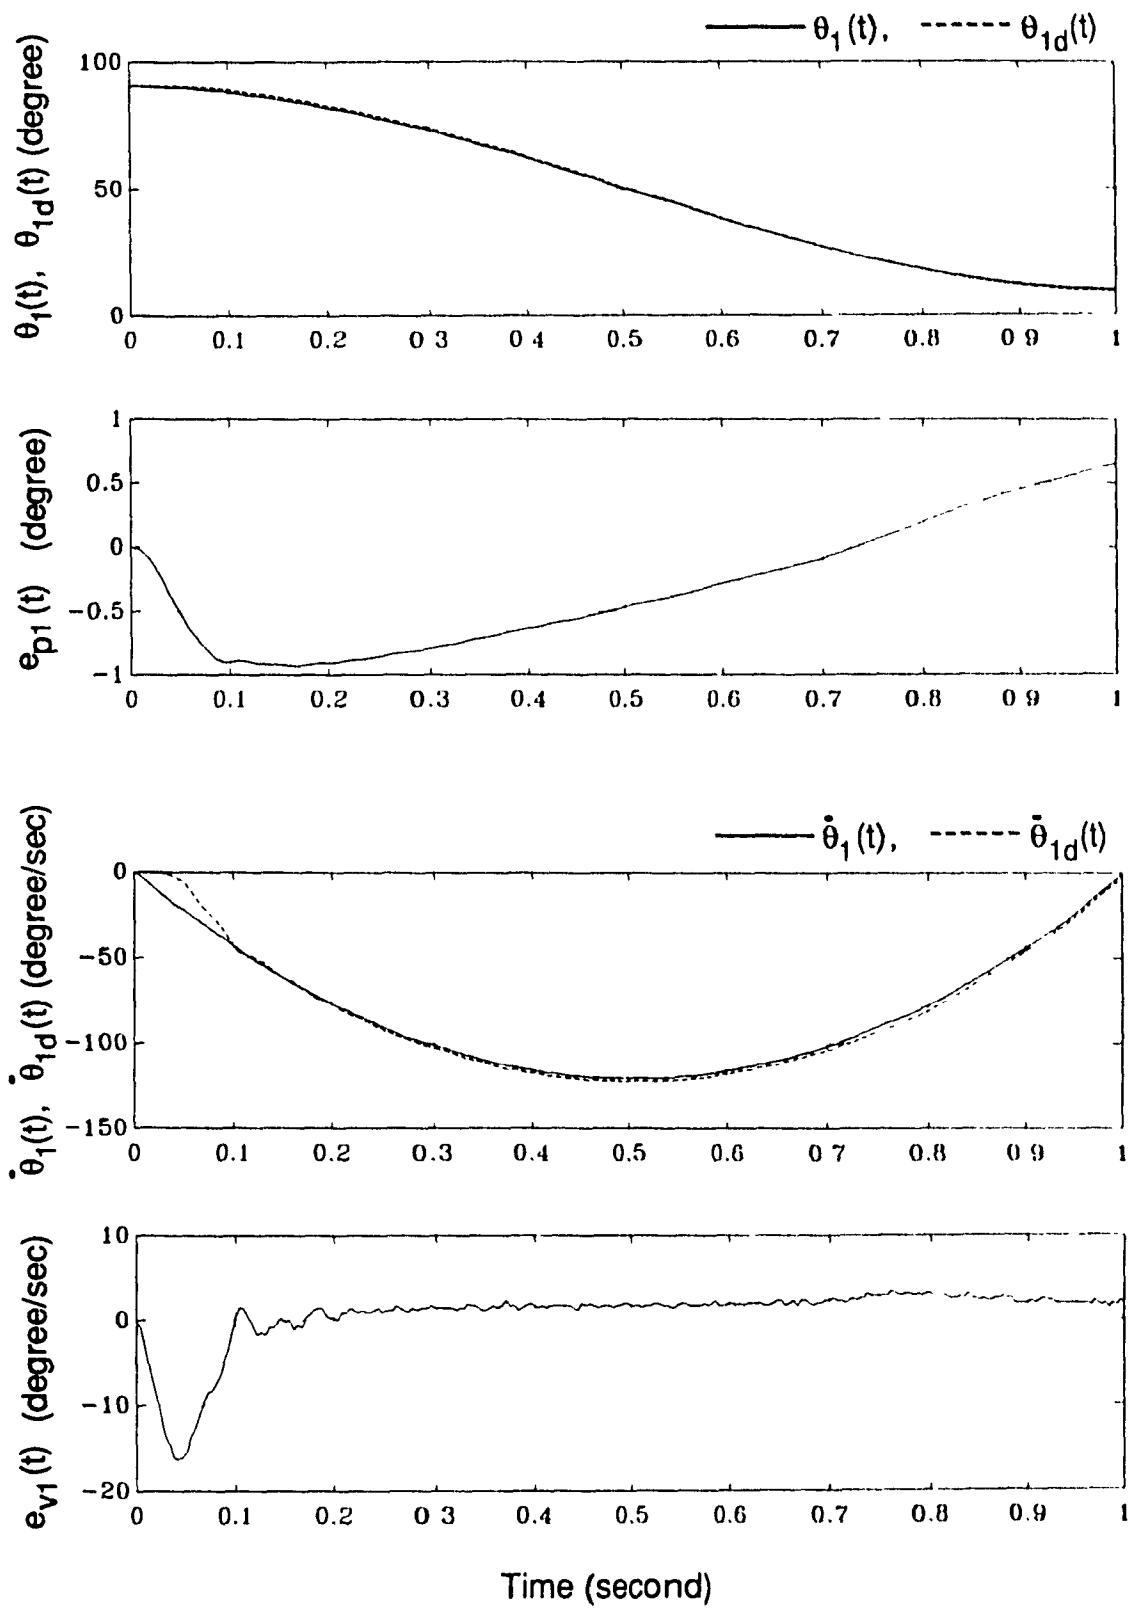 θ1(t), θ1d(t)
θ1(t), θ1d(t) (degree)
100
50
0
0 0.1 0.2 0 3 0 4 0.5 0.6 0.7 0.8 0 9 1
ep1(t) (degree)
1
0.5
0
−0.5
−1
0 0.1 0.2 0.3 0.4 0.5 0.6 0.7 0.8 0 9 1
θ̇1(t), θ̇1d(t)
θ̇1(t), θ̇1d(t) (degree/sec)
0
−50
−100
−150
0 0.1 0.2 0.3 0.4 0.5 0.6 0 7 0.8 0 9 1
ev1(t) (degree/sec)
10
0
−10
−20
0 0.1 0.2 0 3 0.4 0.5 0.6 0.7 0.8 0.9 1
Time (second)